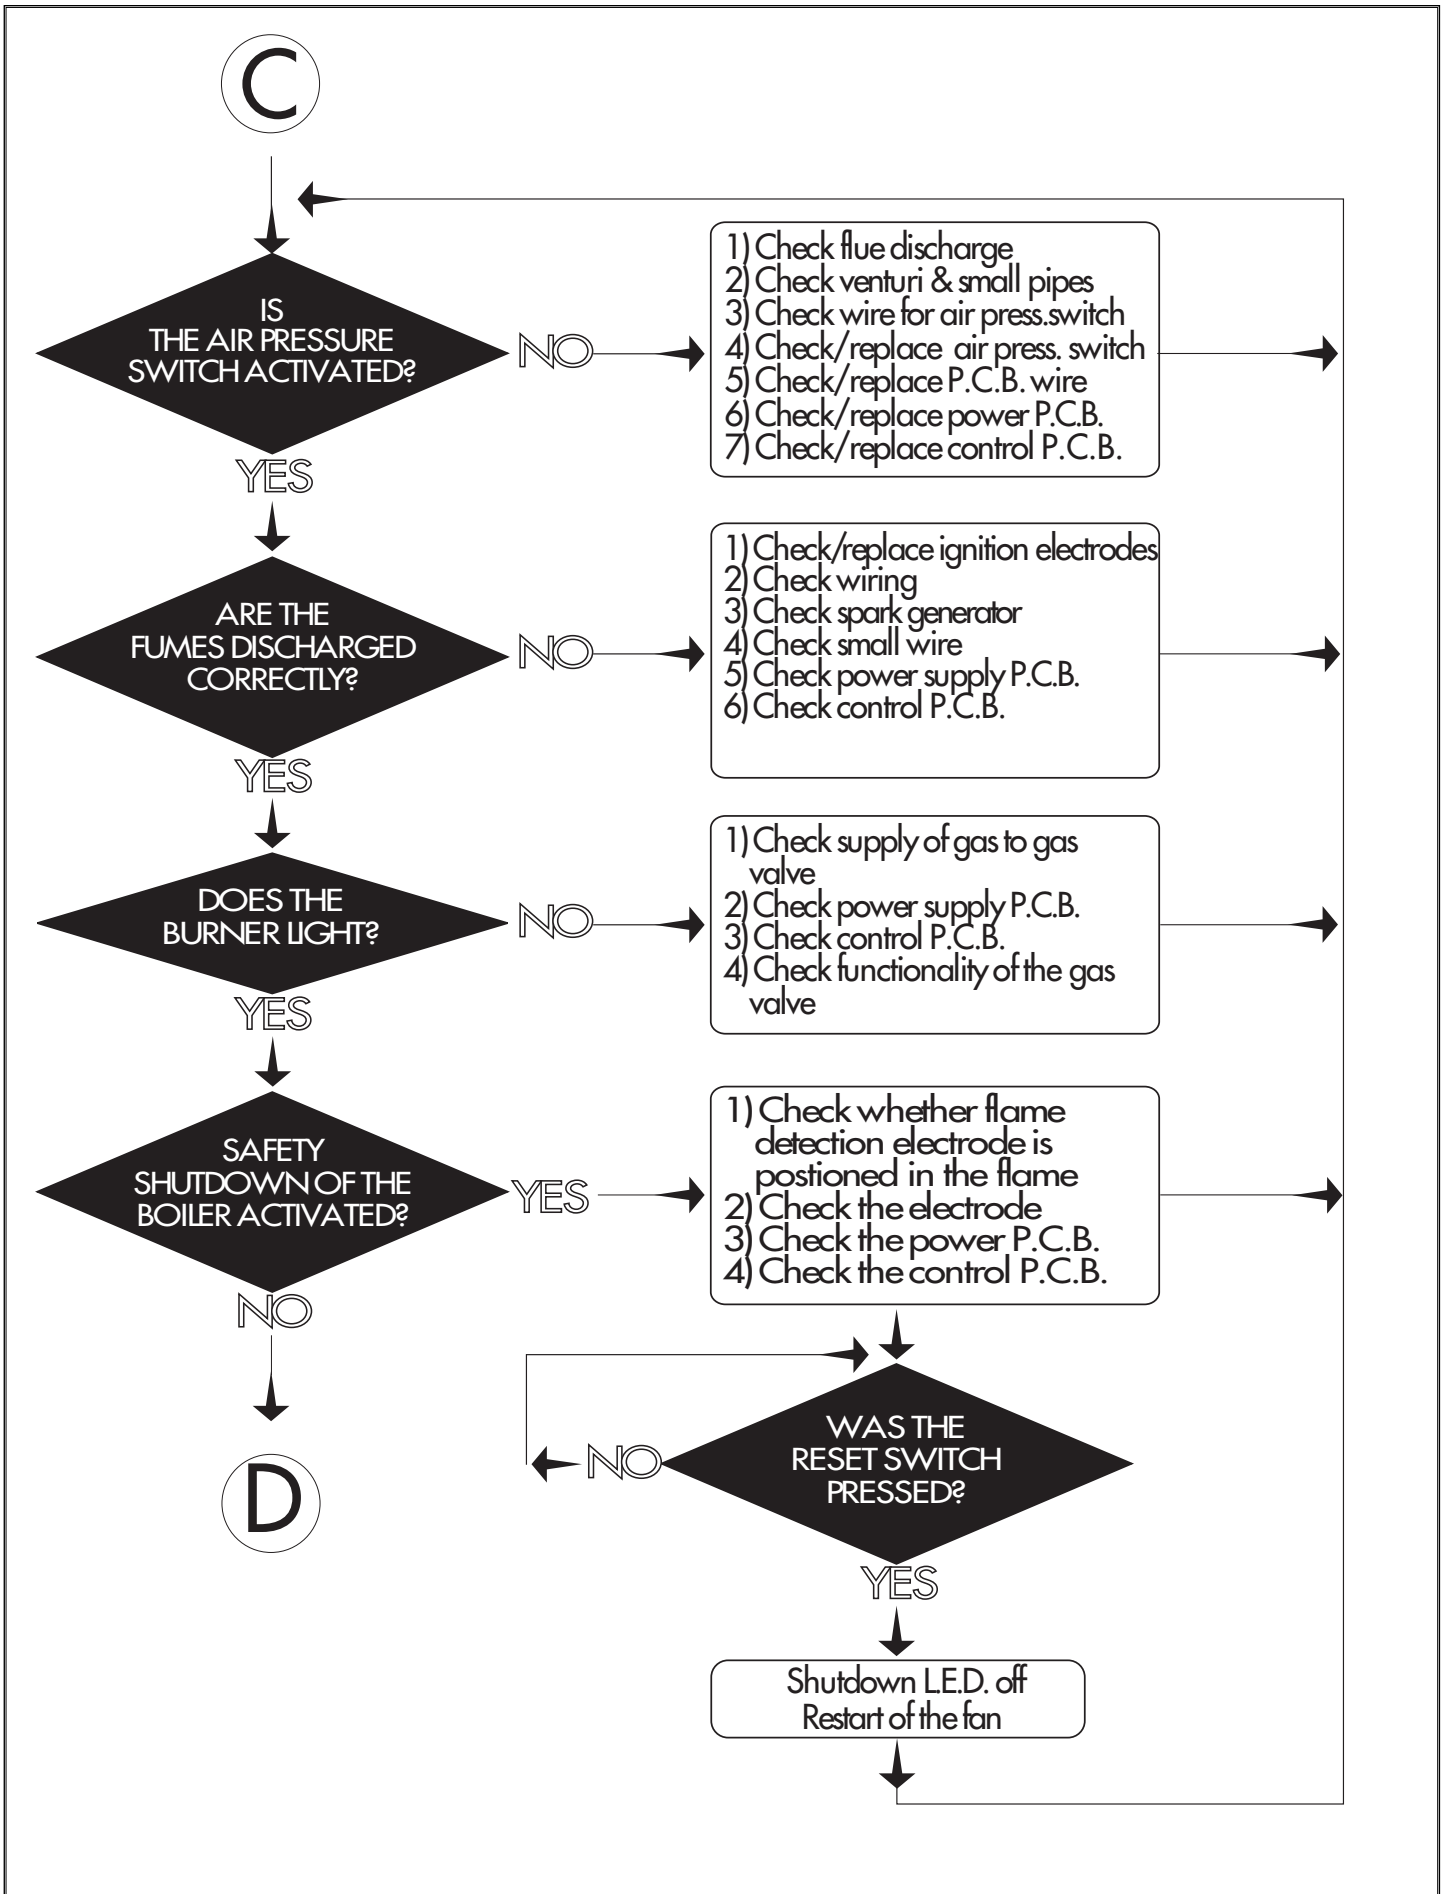 C
IS
THE AIR PRESSURE
SWITCH ACTIVATED?
NO
1) Check flue discharge
2) Check venturi & small pipes
3) Check wire for air press.switch
4) Check/replace air press. switch
5) Check/replace P.C.B. wire
6) Check/replace power P.C.B.
7) Check/replace control P.C.B.
YES
ARE THE
FUMES DISCHARGED
CORRECTLY?
NO
1) Check/replace ignition electrodes
2) Check wiring
3) Check spark generator
4) Check small wire
5) Check power supply P.C.B.
6) Check control P.C.B.
YES
DOES THE
BURNER LIGHT?
NO
1) Check supply of gas to gas
valve
2) Check power supply P.C.B.
3) Check control P.C.B.
4) Check functionality of the gas
valve
YES
SAFETY
SHUTDOWN OF THE
BOILER ACTIVATED?
YES
1) Check whether flame
detection electrode is
postioned in the flame
2) Check the electrode
3) Check the power P.C.B.
4) Check the control P.C.B.
NO
D
WAS THE
RESET SWITCH
PRESSED?
NO
YES
Shutdown L.E.D. off
Restart of the fan